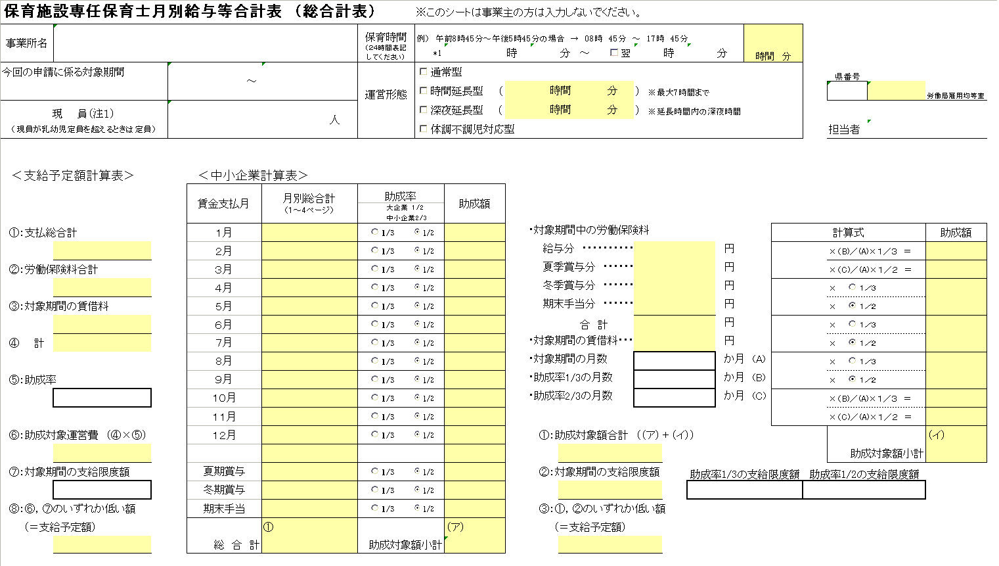 保育施設専任保育士月別給与等合計表 （総合計表） ※このシートは事業主の方は入力しないでください。
事業所名
保育時間
(24時間表記
してください)
例） 午前8時45分～午後5時45分の場合 → 08時 45分 ～ 17時 45分
*1 時 分 ～ 翌 時 分
時間 分
今回の申請に係る対象期間
～
現 員(注1)
（現員が乳幼児定員を超えるときは定員）
人
運営形態
通常型
時間延長型 （ 時間 分 ） ※最大7時間まで
深夜延長型 （ 時間 分 ） ※延長時間内の深夜時間
体調不調児対応型
県番号
労働局雇用均等室
担当者
＜支給予定額計算表＞
①：支払総合計
②：労働保険料合計
③：対象期間の賃借料
④ 計
⑤：助成率
⑥：助成対象運営費 （④×⑤）
⑦：対象期間の支給限度額
⑧：⑥，⑦のいずれか低い額
（＝支給予定額）
＜中小企業計算表＞
賃金支払月 月別総合計 助成率 助成額
（1～4ページ） 大企業 1/2
中小企業2/3
1月 1/3 1/2
2月 1/3 1/2
3月 1/3 1/2
4月 1/3 1/2
5月 1/3 1/2
6月 1/3 1/2
7月 1/3 1/2
8月 1/3 1/2
9月 1/3 1/2
10月 1/3 1/2
11月 1/3 1/2
12月 1/3 1/2
夏期賞与 1/3 1/2
冬期賞与 1/3 1/2
期末手当 1/3 1/2
① （ア）
総 合 計 助成対象額小計
・対象期間中の労働保険料
給与分 ・・・・・・・・・・ 円
夏季賞与分 ・・・・・・ 円
冬季賞与分 ・・・・・・ 円
期末手当分 ・・・・・・ 円
合 計 円
・対象期間の賃借料・・・ 円
・対象期間の月数 か月 （A）
・助成率1/3の月数 か月 （B）
・助成率2/3の月数 か月 （C）
①：助成対象額合計 （（ア）+（イ））
②：対象期間の支給限度額
③：①，②のいずれか低い額
（＝支給予定額）
計算式 助成額
×(B)／(A)×1／3 ＝
×(C)／(A)×1／2 ＝
× 1/3
× 1/2
× 1/3
× 1/2
× 1/3
× 1/2
×(B)／(A)×1／3 ＝
×(C)／(A)×1／2 ＝
（イ）
助成対象額小計
助成率1/3の支給限度額 助成率1/2の支給限度額